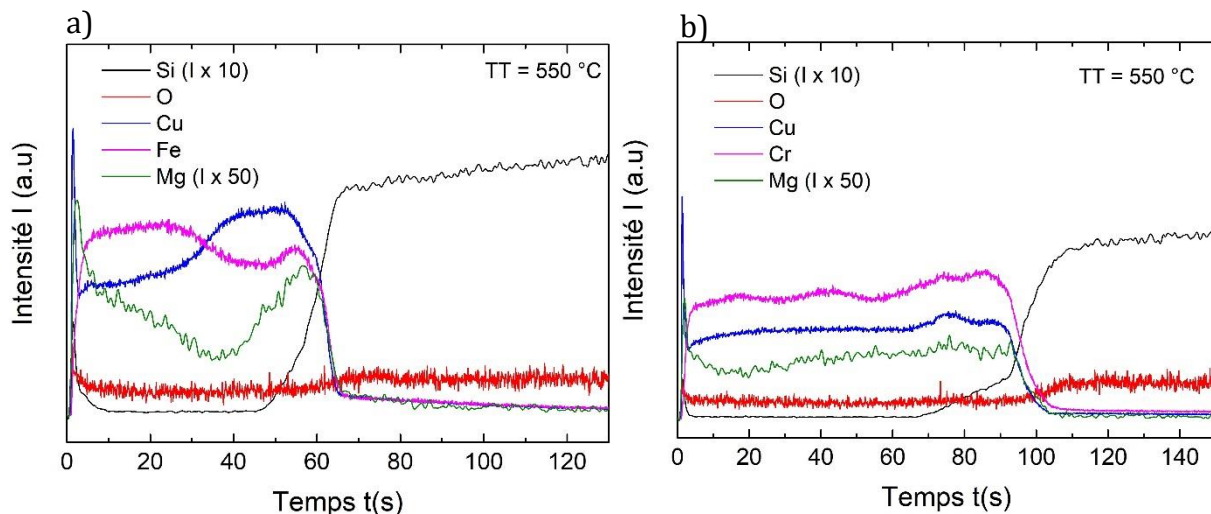 a)
Si (I x 10)
O
Cu
Fe
Mg (I x 50)
TT = 550 °C
Intensité I (a.u)
0 20 40 60 80 100 120
Temps t(s)
b)
Si (I x 10)
O
Cu
Cr
Mg (I x 50)
TT = 550 °C
Intensité I (a.u)
0 20 40 60 80 100 120 140
Temps t(s)